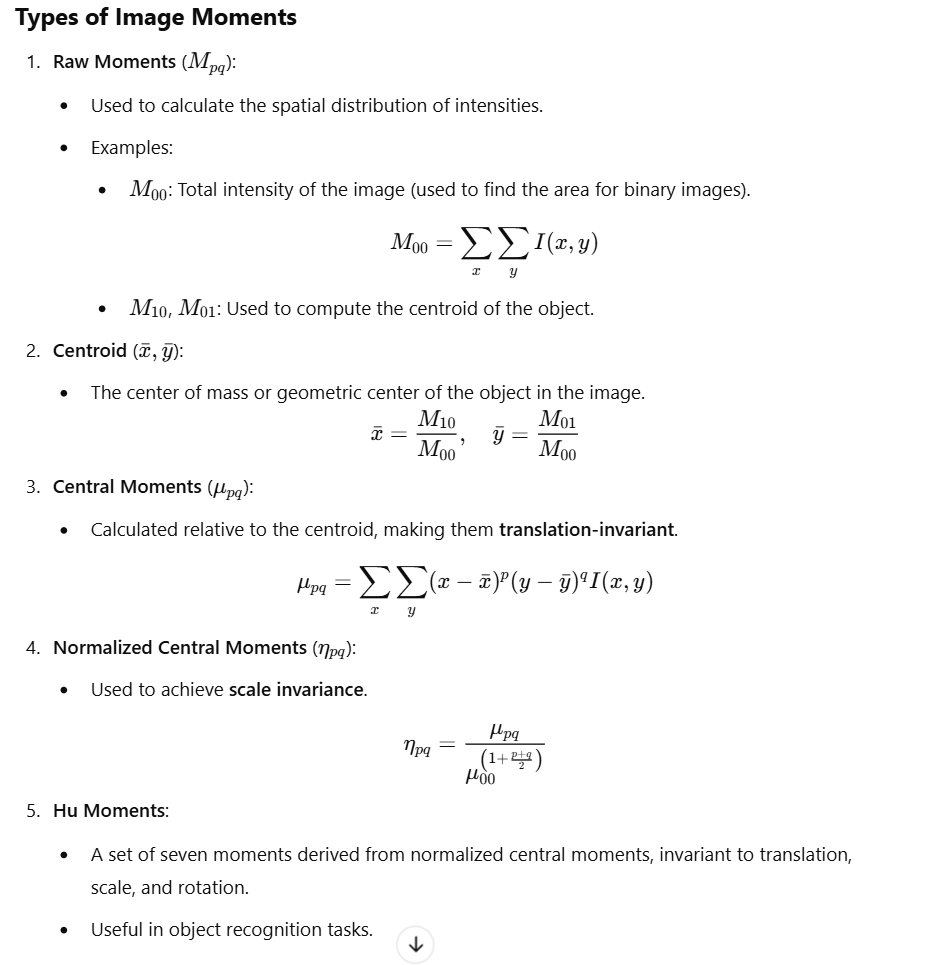 Types of Image Moments
1. Raw Moments (M_{pq}):
• Used to calculate the spatial distribution of intensities.
• Examples:
• M_{00}: Total intensity of the image (used to find the area for binary images).
M_{00} = \sum_{x} \sum_{y} I(x, y)
• M_{10}, M_{01}: Used to compute the centroid of the object.
2. Centroid (\bar{x}, \bar{y}):
• The center of mass or geometric center of the object in the image.
\bar{x} = \frac{M_{10}}{M_{00}}, \bar{y} = \frac{M_{01}}{M_{00}}
3. Central Moments (\mu_{pq}):
• Calculated relative to the centroid, making them translation-invariant.
\mu_{pq} = \sum_{x} \sum_{y} (x - \bar{x})^p (y - \bar{y})^q I(x, y)
4. Normalized Central Moments (\eta_{pq}):
• Used to achieve scale invariance.
\eta_{pq} = \frac{\mu_{pq}}{\mu_{00}^{(1+\frac{p+q}{2})}}
5. Hu Moments:
• A set of seven moments derived from normalized central moments, invariant to translation,
scale, and rotation.
• Useful in object recognition tasks.